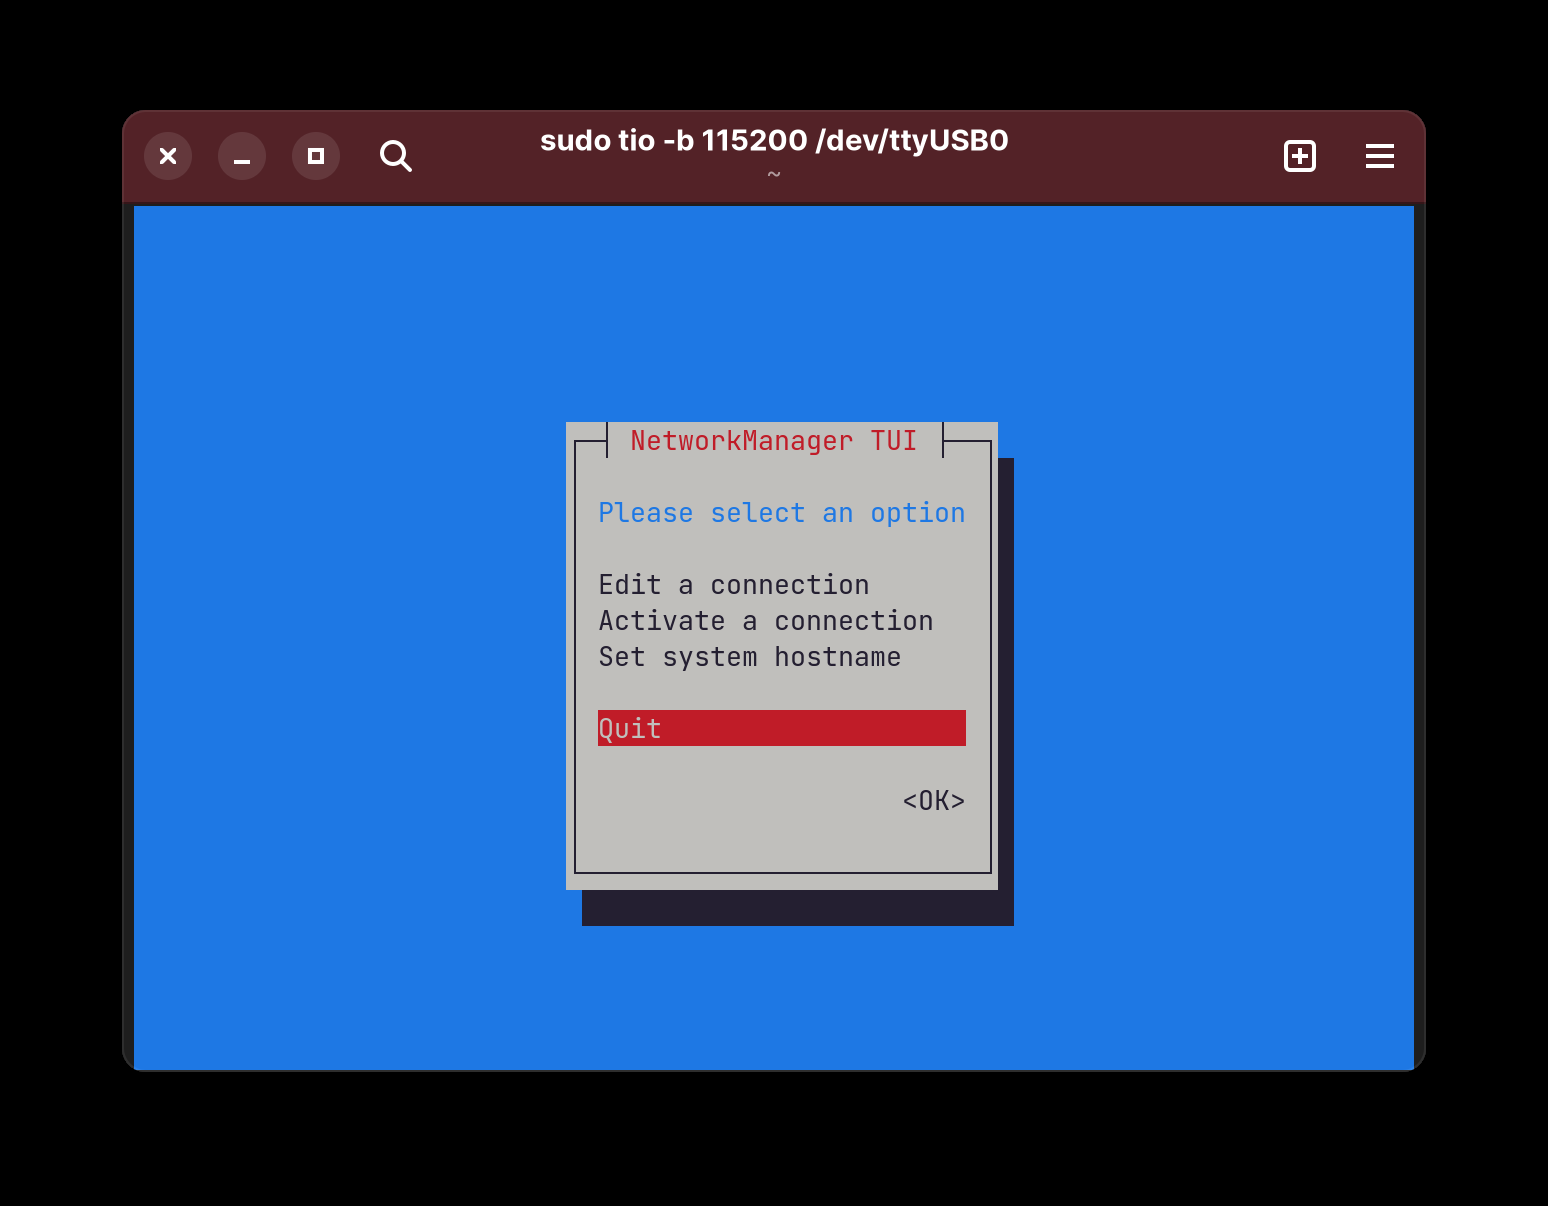 sudo tio -b 115200 /dev/ttyUSB0
~
NetworkManager TUI
Please select an option
Edit a connection
Activate a connection
Set system hostname
Quit
<OK>